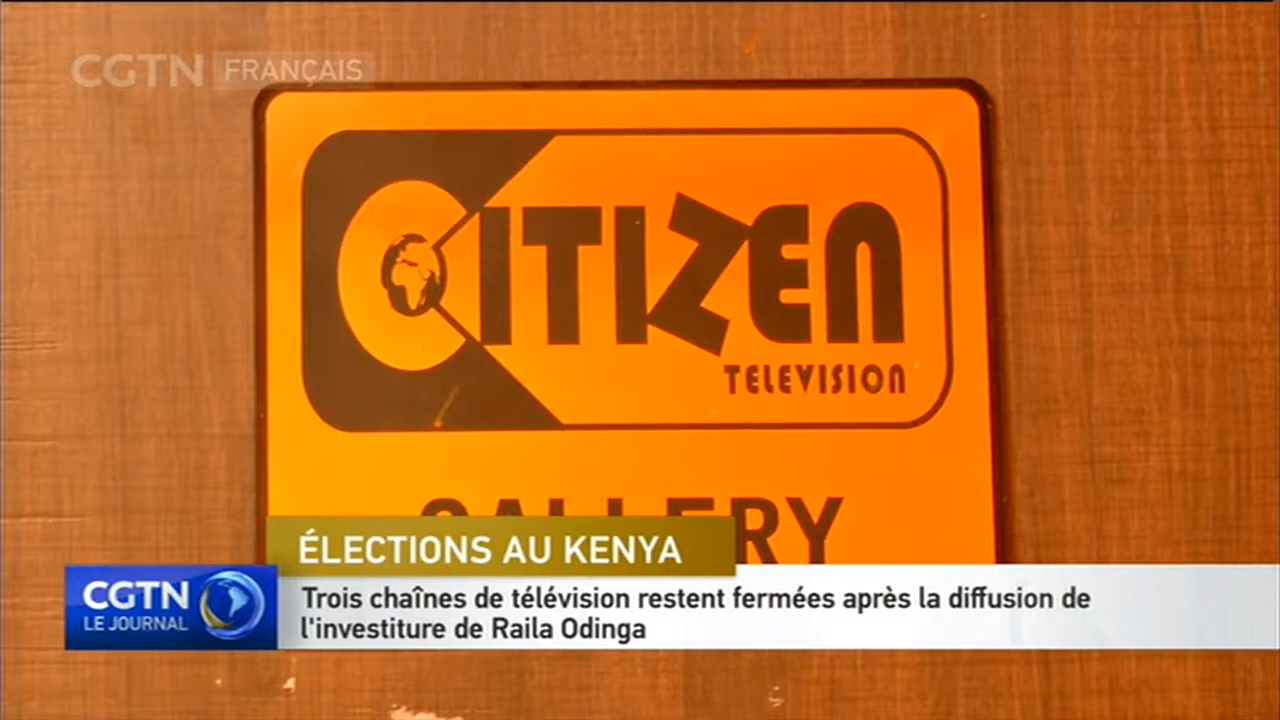 CGTN FRANÇAIS
CITIZEN
TELEVISION
GALLERY
ÉLECTIONS AU KENYA
CGTN
LE JOURNAL
Trois chaînes de télévision restent fermées après la diffusion de
l'investiture de Raila Odinga